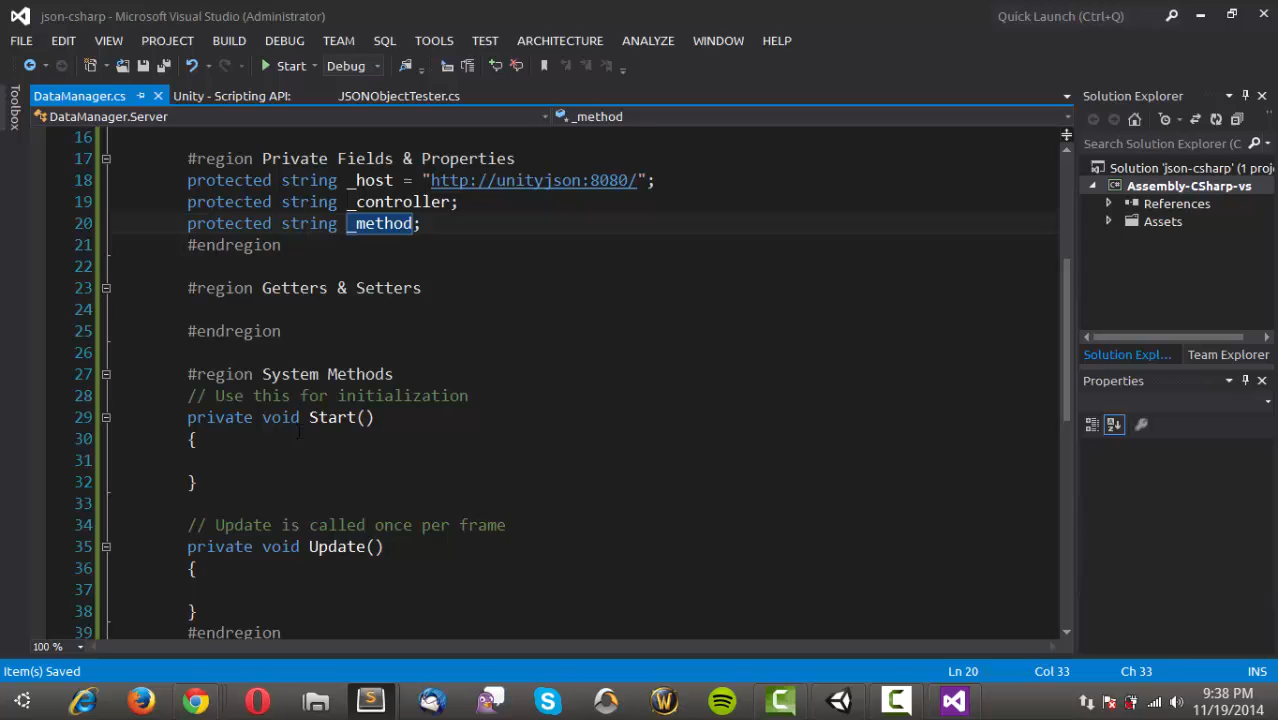 json-csharp - Microsoft Visual Studio (Administrator)
Quick Launch (Ctrl+Q)
FILE EDIT VIEW PROJECT BUILD DEBUG TEAM SQL TOOLS TEST ARCHITECTURE ANALYZE WINDOW HELP
Start Debug
Toolbox
DataManager.cs Unity - Scripting API: JSONObjectTester.cs
DataManager.Server _method
16
17 #region Private Fields & Properties
18 protected string _host = "http://unityjson:8080/";
19 protected string _controller;
20 protected string _method;
21 #endregion
22
23 #region Getters & Setters
24
25 #endregion
26
27 #region System Methods
28 // Use this for initialization
29 private void Start()
30 {
31
32 }
33
34 // Update is called once per frame
35 private void Update()
36 {
37
38 }
39 #endregion
100 %
Solution Explorer
Search Solution Explorer (C
Solution 'json-csharp' (1 proj
Assembly-CSharp-vs
References
Assets
Solution Expl... Team Explorer
Properties
Item(s) Saved Ln 20 Col 33 Ch 33 INS
9:38 PM
11/19/2014